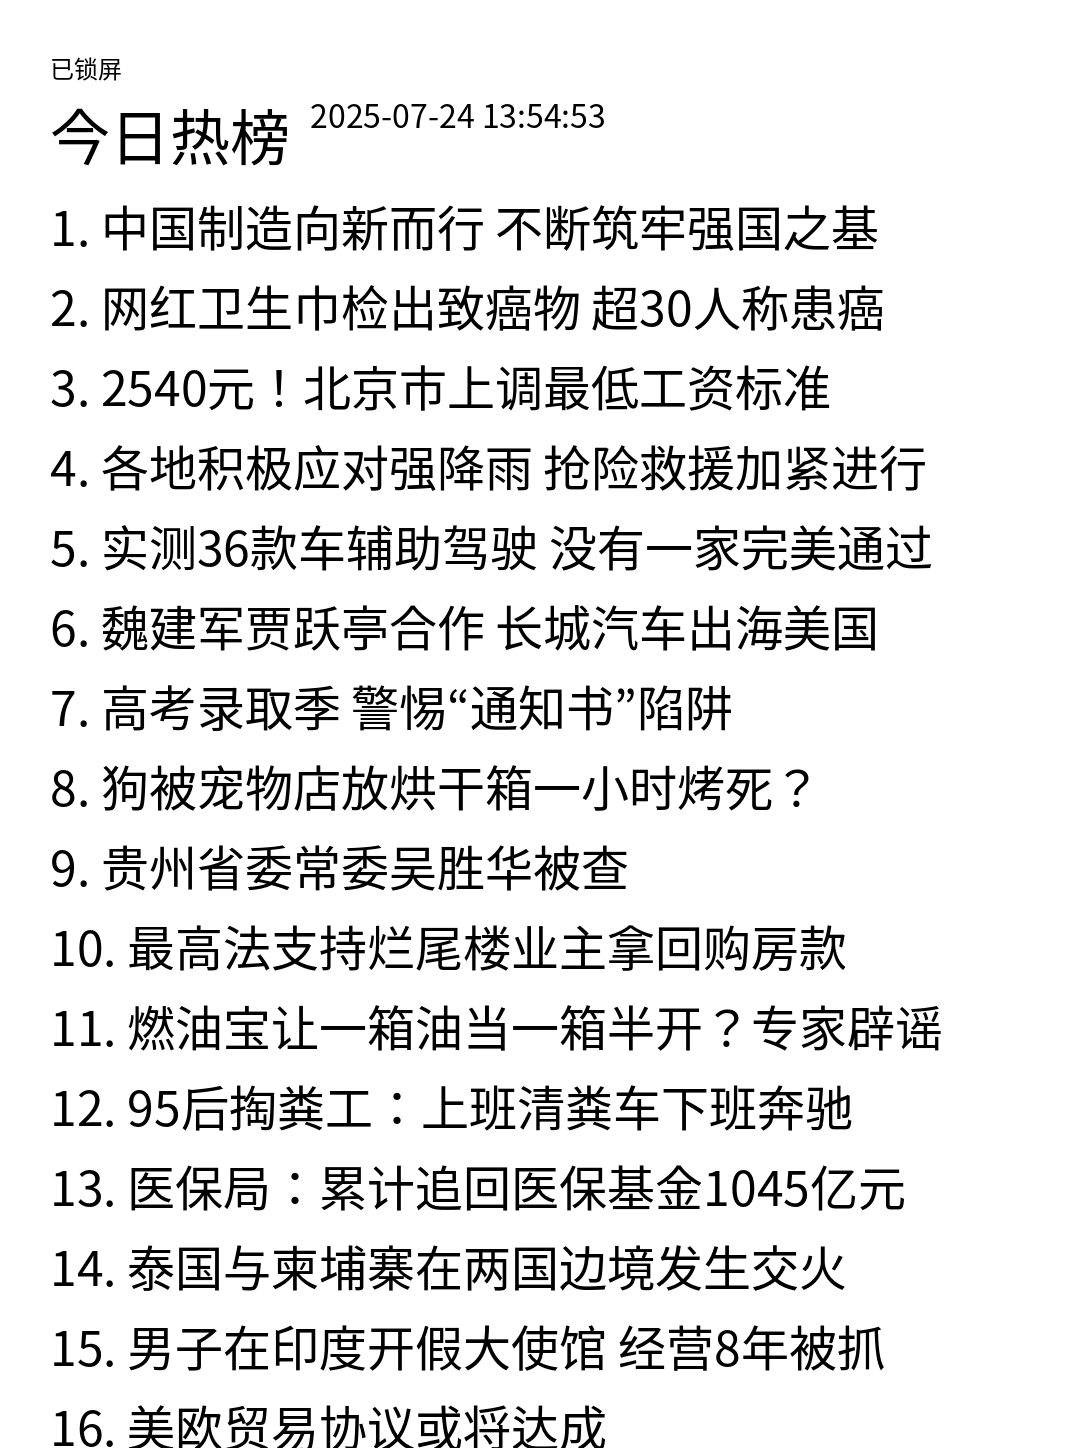 已锁屏
今日热榜 2025-07-24 13:54:53
1. 中国制造向新而行 不断筑牢强国之基
2. 网红卫生巾检出致癌物 超30人称患癌
3. 2540元！北京市上调最低工资标准
4. 各地积极应对强降雨 抢险救援加紧进行
5. 实测36款车辅助驾驶 没有一家完美通过
6. 魏建军贾跃亭合作 长城汽车出海美国
7. 高考录取季 警惕“通知书”陷阱
8. 狗被宠物店放烘干箱一小时烤死？
9. 贵州省委常委吴胜华被查
10. 最高法支持烂尾楼业主拿回购房款
11. 燃油宝让一箱油当一箱半开？专家辟谣
12. 95后掏粪工：上班清粪车下班奔驰
13. 医保局：累计追回医保基金1045亿元
14. 泰国与柬埔寨在两国边境发生交火
15. 男子在印度开假大使馆 经营8年被抓
16. 美欧贸易协议或将达成